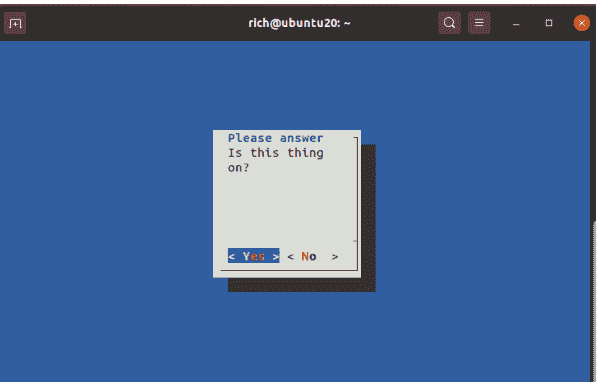 rich@ubuntu20: ~
Please answer
Is this thing
on?
< Yes > < No >